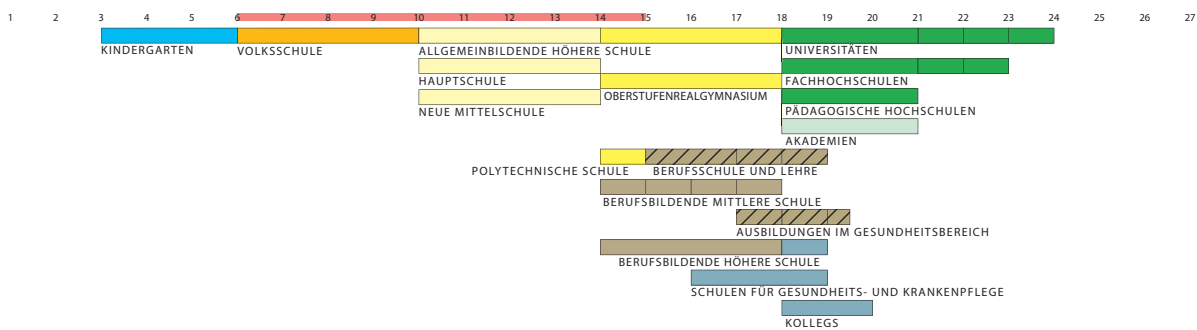 1 2 3 4 5 6 7 8 9 10 11 12 13 14 15 16 17 18 19 20 21 22 23 24 25 26 27
KINDERGARTEN VOLKSSCHULE ALLGEMEINBILDENDE HÖHERE SCHULE UNIVERSITÄTEN
HAUPTSCHULE FACHHOCHSCHULEN
OBERSTUFENREALGYMNASIUM
NEUE MITTELSCHULE PÄDAGOGISCHE HOCHSCHULEN
AKADEMIEN
POLYTECHNISCHE SCHULE BERUFSSCHULE UND LEHRE
BERUFSBILDENDE MITTLERE SCHULE
AUSBILDUNGEN IM GESUNDHEITSBEREICH
BERUFSBILDENDE HÖHERE SCHULE
SCHULEN FÜR GESUNDHEITS- UND KRANKENPFLEGE
KOLLEGS